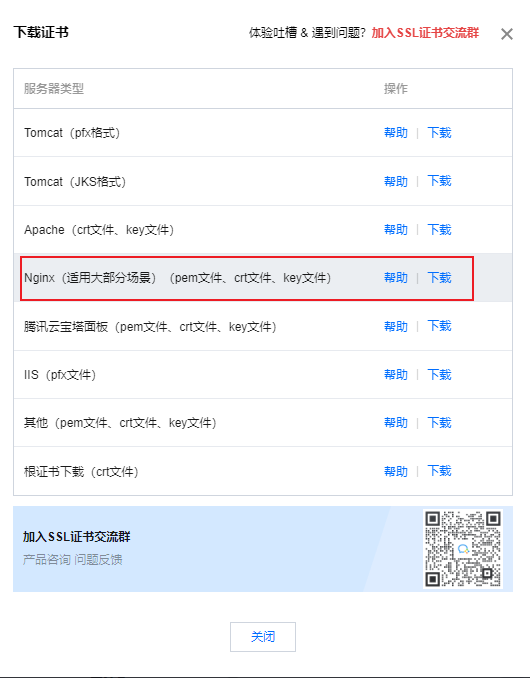 下载证书 体验吐槽 & 遇到问题？加入SSL证书交流群
服务器类型 操作
Tomcat（pfx格式） 帮助 下载
Tomcat（JKS格式） 帮助 下载
Apache（crt文件、key文件） 帮助 下载
Nginx（适用大部分场景）（pem文件、crt文件、key文件） 帮助 下载
腾讯云宝塔面板（pem文件、crt文件、key文件） 帮助 下载
IIS（pfx文件） 帮助 下载
其他（pem文件、crt文件、key文件） 帮助 下载
根证书下载（crt文件） 帮助 下载
加入SSL证书交流群
产品咨询 问题反馈
关闭